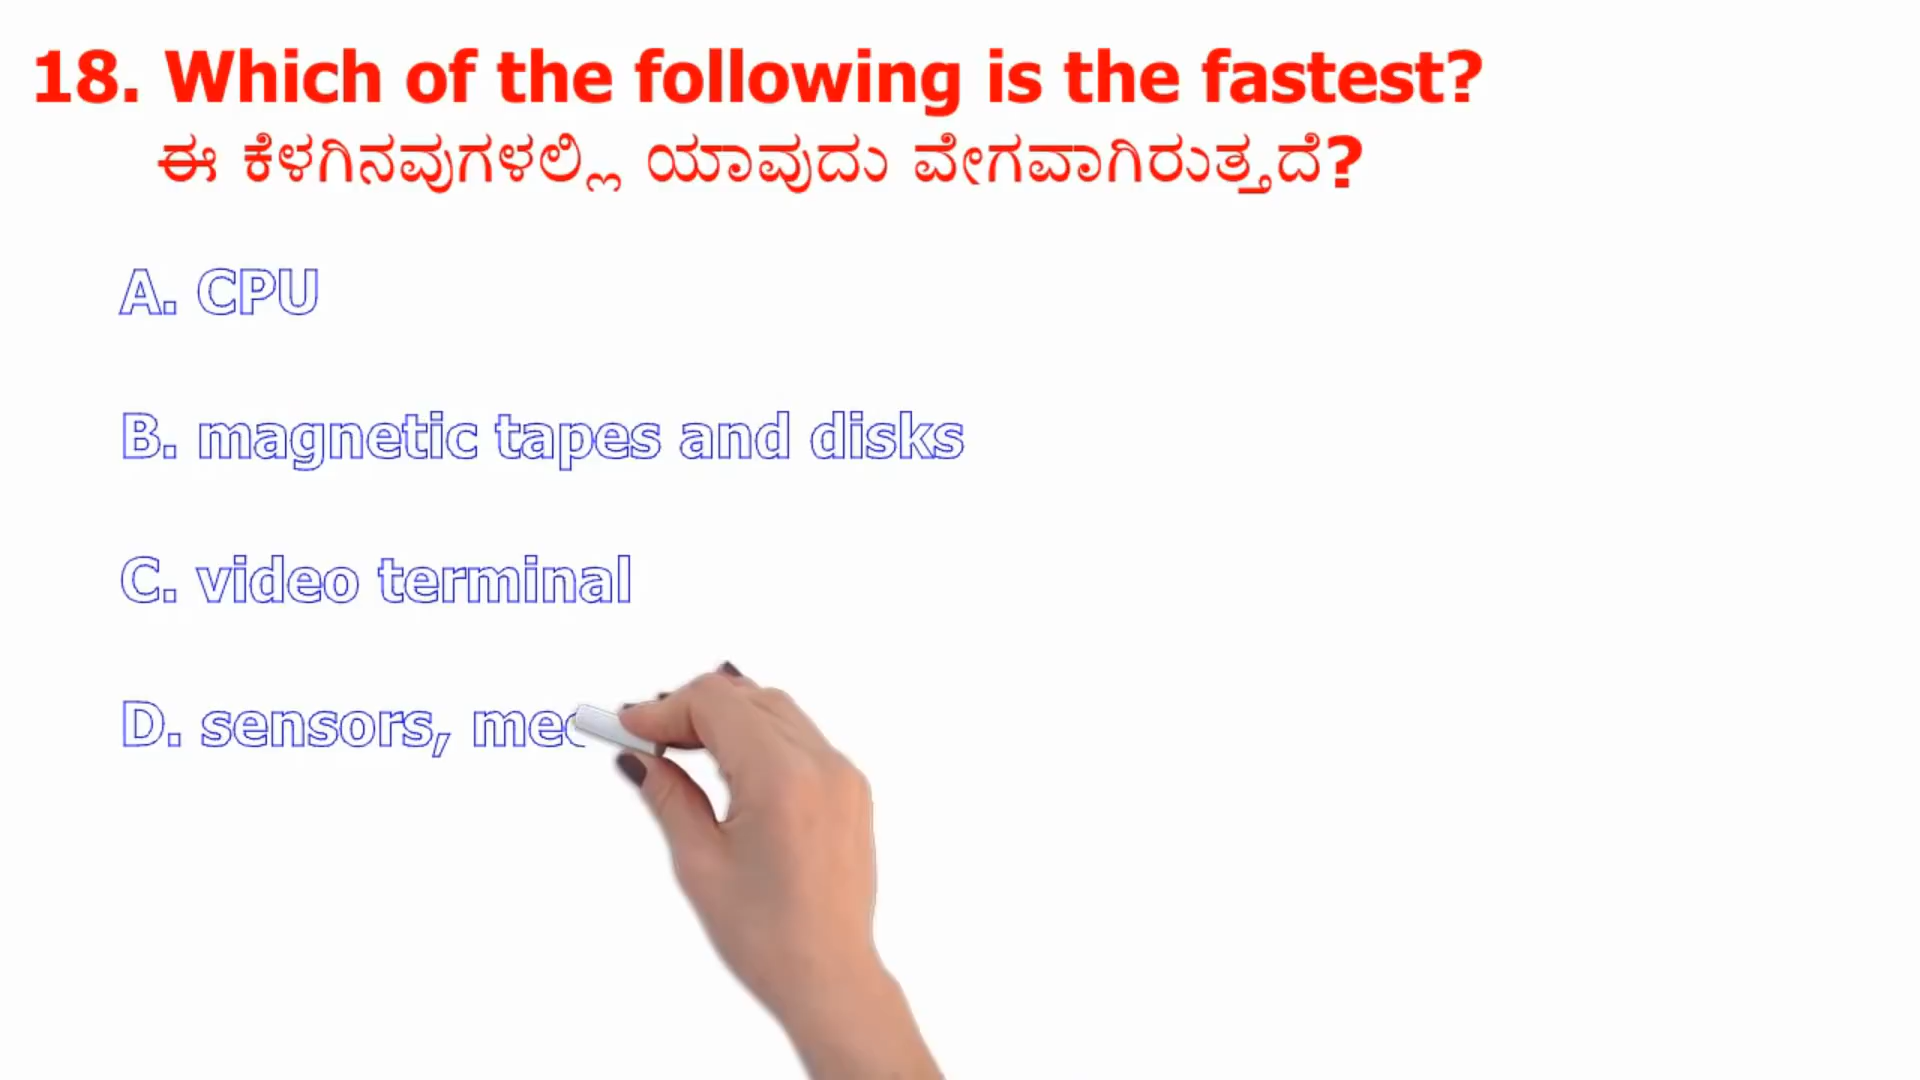 18. Which of the following is the fastest?
ಈ ಕೆಳಗಿನವುಗಳಲ್ಲಿ ಯಾವುದು ವೇಗವಾಗಿರುತ್ತದೆ?
A. CPU
B. magnetic tapes and disks
C. video terminal
D. sensors,